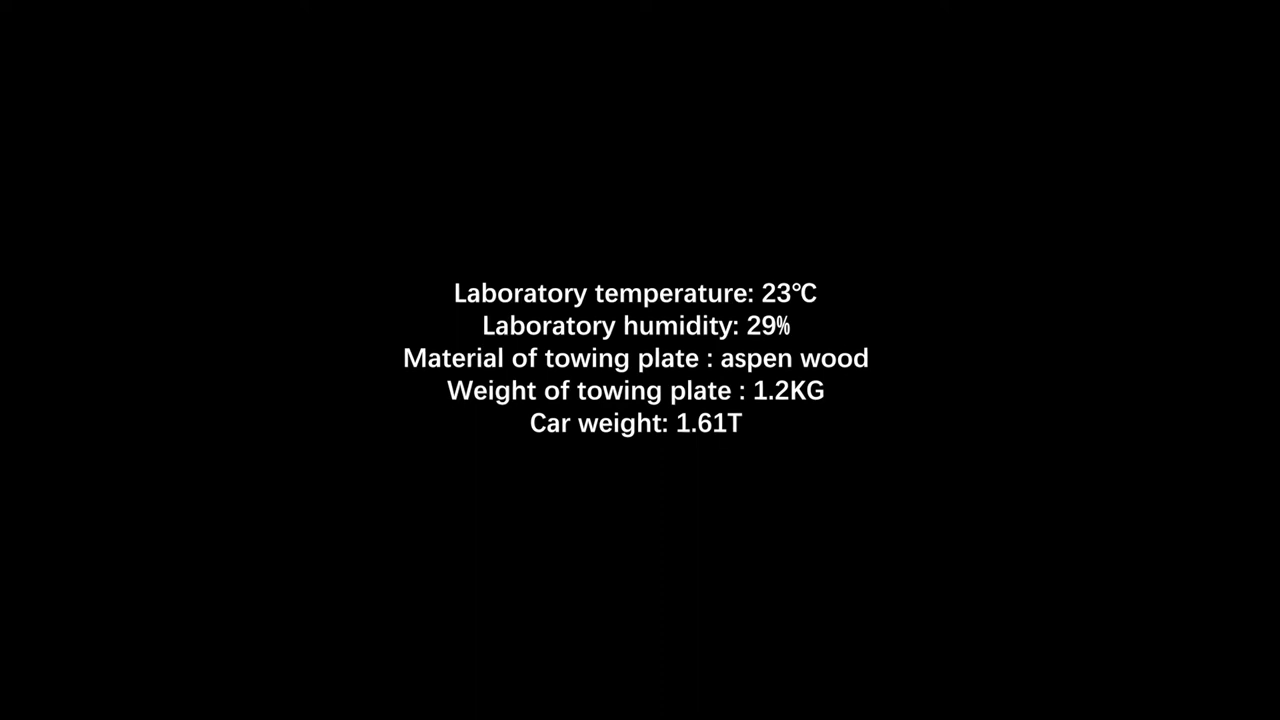 Laboratory temperature: 23℃
Laboratory humidity: 29%
Material of towing plate : aspen wood
Weight of towing plate : 1.2KG
Car weight: 1.61T